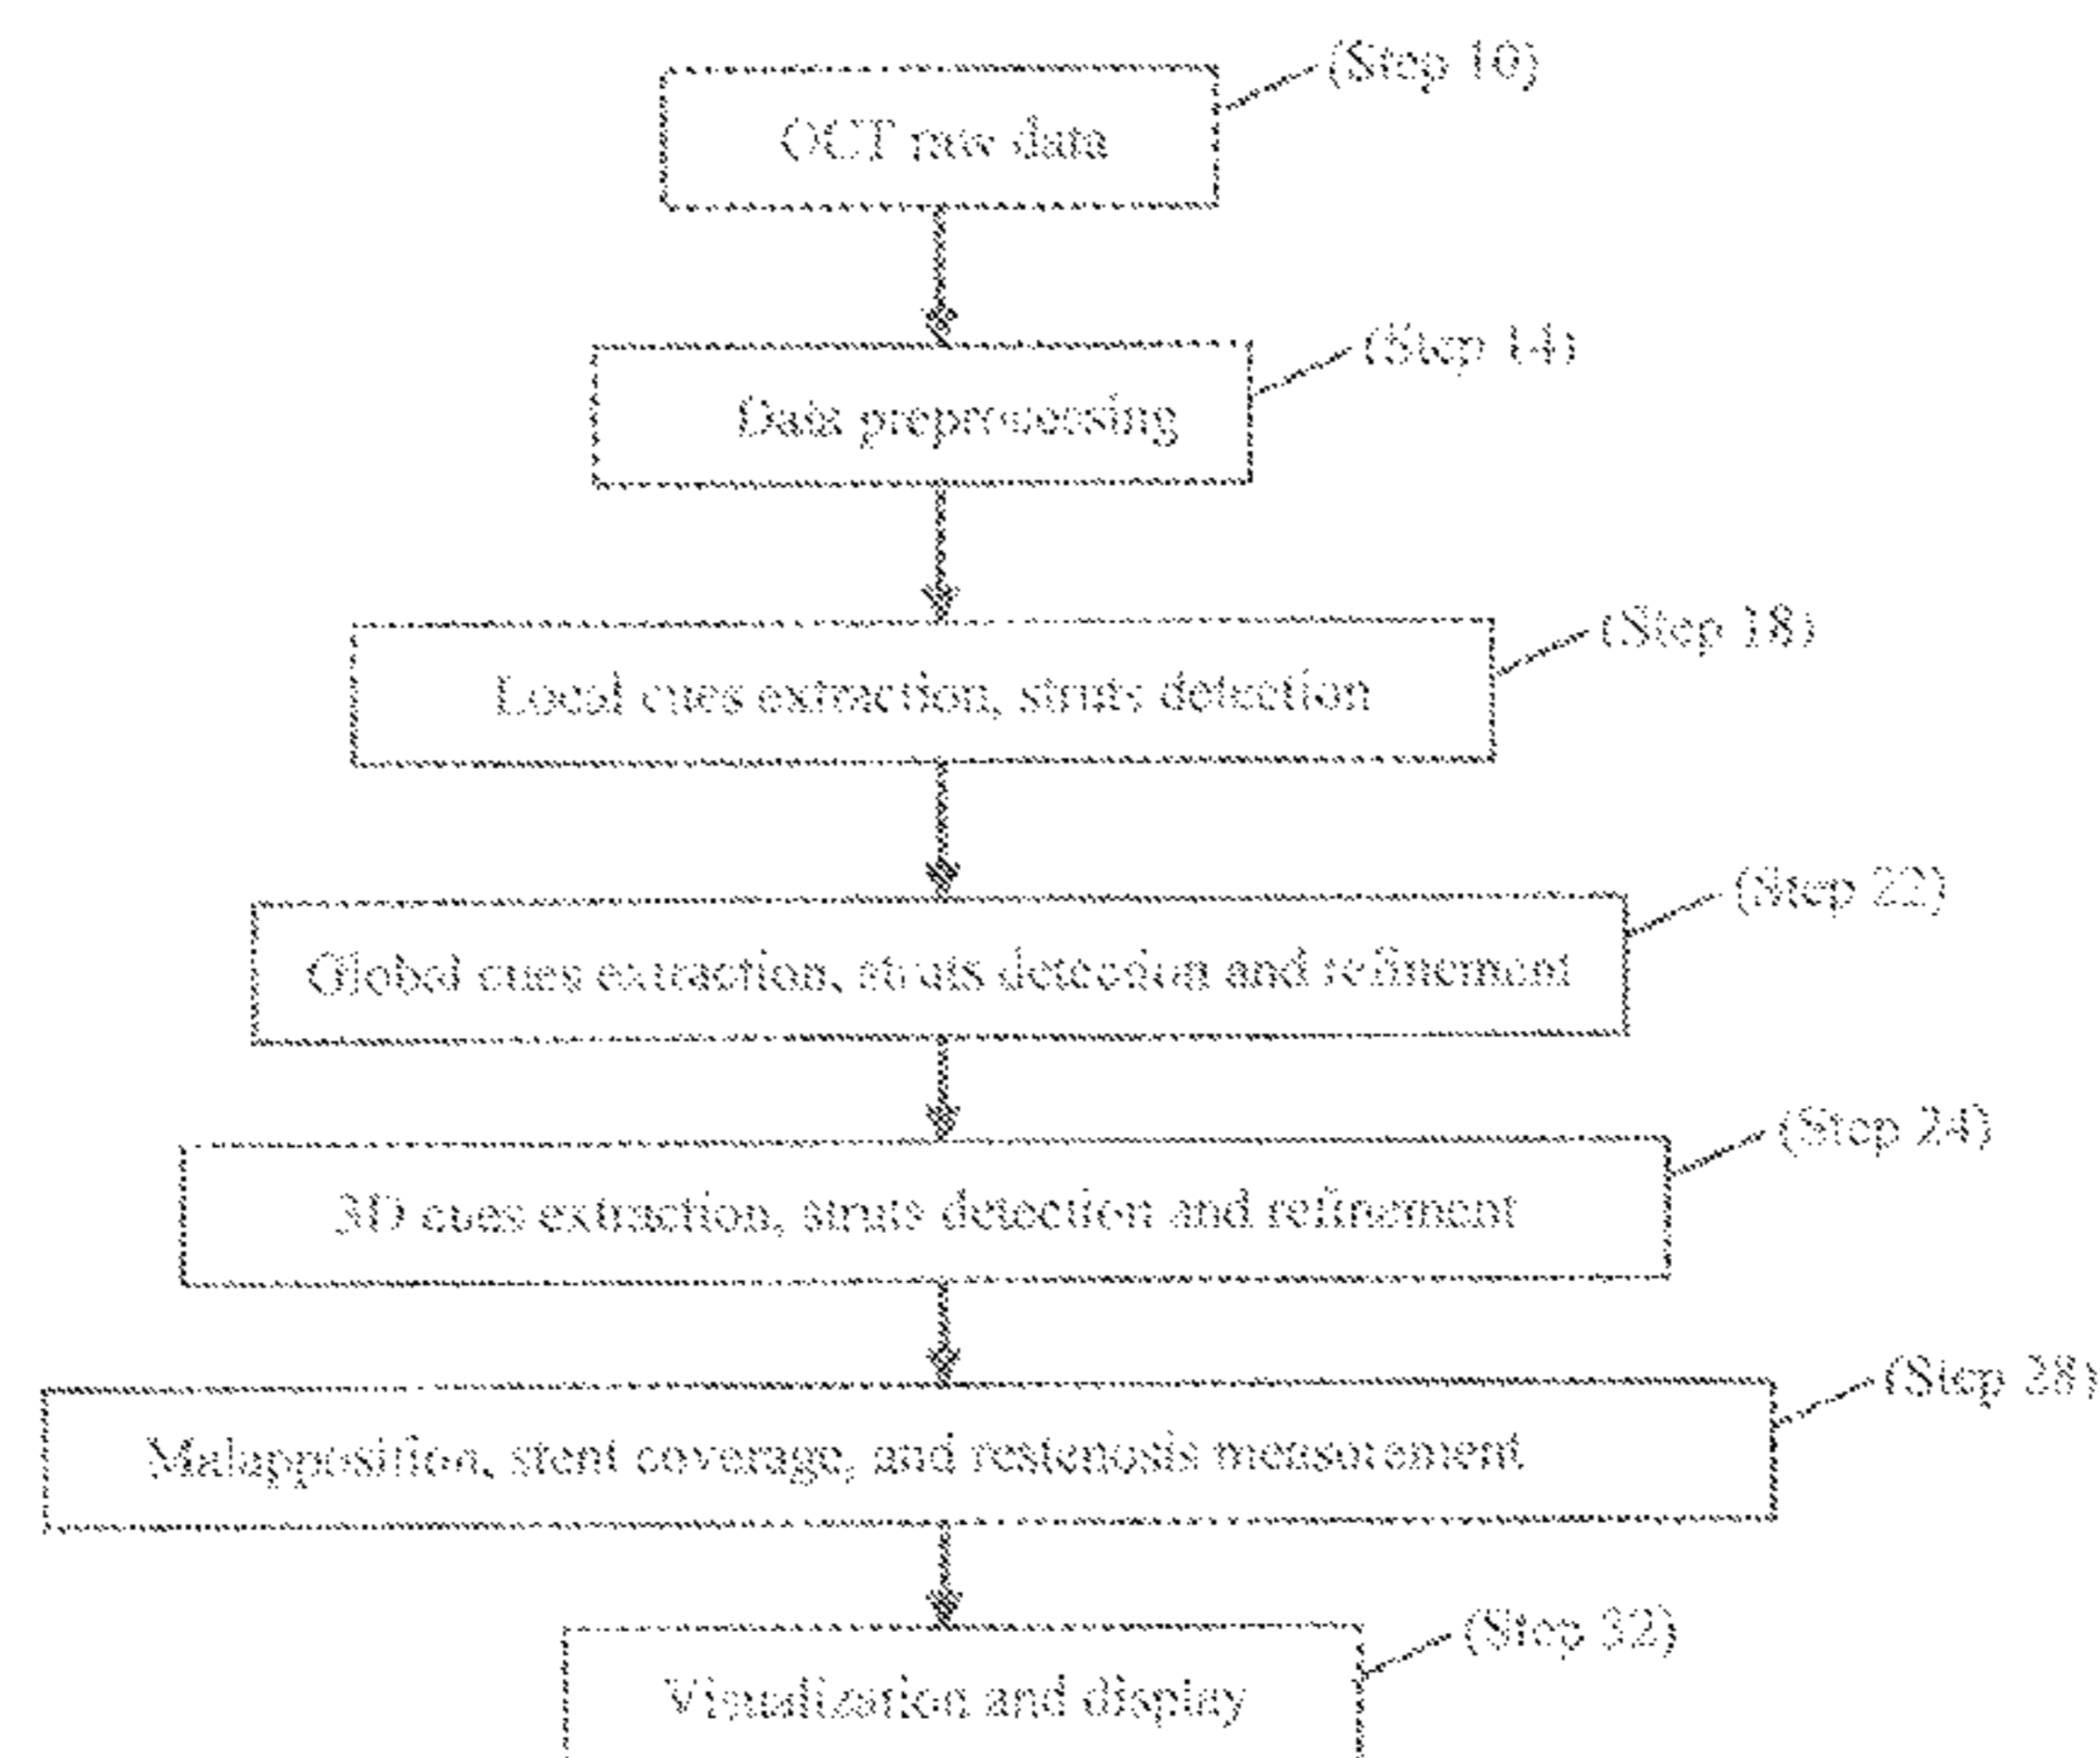 (Step 10)
OCT raw data
(Step 14)
Data preprocessing
(Step 18)
Local cues extraction, struts detection
(Step 22)
Global cues extraction, struts detection and refinement
(Step 24)
3D cues extraction, struts detection and refinement
(Step 28)
Malapposition, stent coverage, and restenosis measurement
(Step 32)
Visualization and display